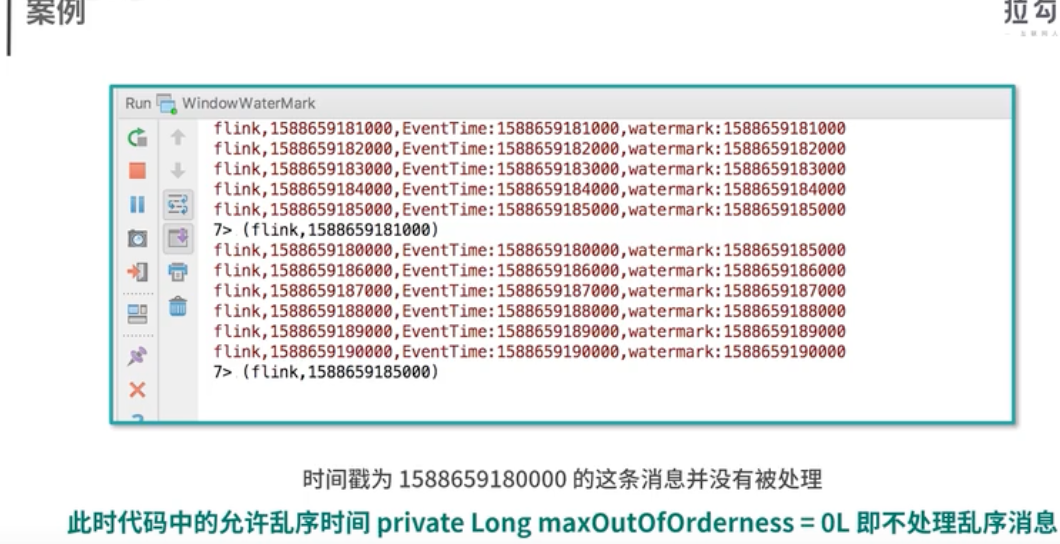 案例
拉勾
Run WindowWaterMark
flink,1588659181000,EventTime:1588659181000,watermark:1588659181000
flink,1588659182000,EventTime:1588659182000,watermark:1588659182000
flink,1588659183000,EventTime:1588659183000,watermark:1588659183000
flink,1588659184000,EventTime:1588659184000,watermark:1588659184000
flink,1588659185000,EventTime:1588659185000,watermark:1588659185000
7> (flink,1588659181000)
flink,1588659180000,EventTime:1588659180000,watermark:1588659185000
flink,1588659186000,EventTime:1588659186000,watermark:1588659186000
flink,1588659187000,EventTime:1588659187000,watermark:1588659187000
flink,1588659188000,EventTime:1588659188000,watermark:1588659188000
flink,1588659189000,EventTime:1588659189000,watermark:1588659189000
flink,1588659190000,EventTime:1588659190000,watermark:1588659190000
7> (flink,1588659185000)
时间戳为 1588659180000 的这条消息并没有被处理
此时代码中的允许乱序时间 private Long maxOutOfOrderness = 0L 即不处理乱序消息